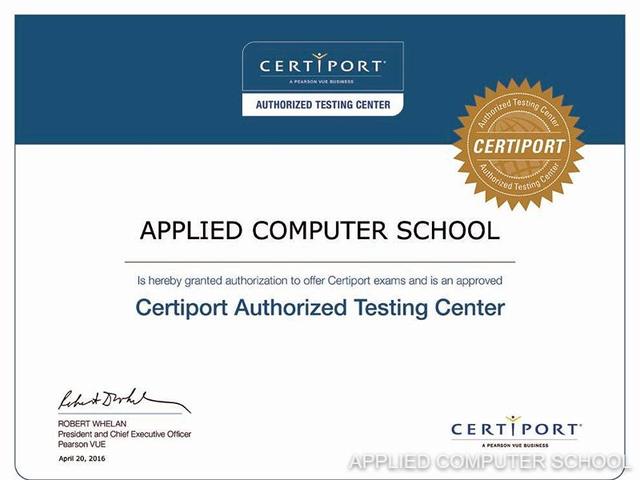 CERTIPORT
A PEARSON VUE BUSINESS
AUTHORIZED TESTING CENTER
Authorized Testing Center
CERTIPORT
Authorized Testing Center
APPLIED COMPUTER SCHOOL
Is hereby granted authorization to offer Certiport exams and is an approved
Certiport Authorized Testing Center
ROBERT WHELAN
President and Chief Executive Officer
Pearson VUE
April 20, 2016
CERTIPORT
A PEARSON VUE BUSINESS
APPLIED COMPUTER SCHOOL